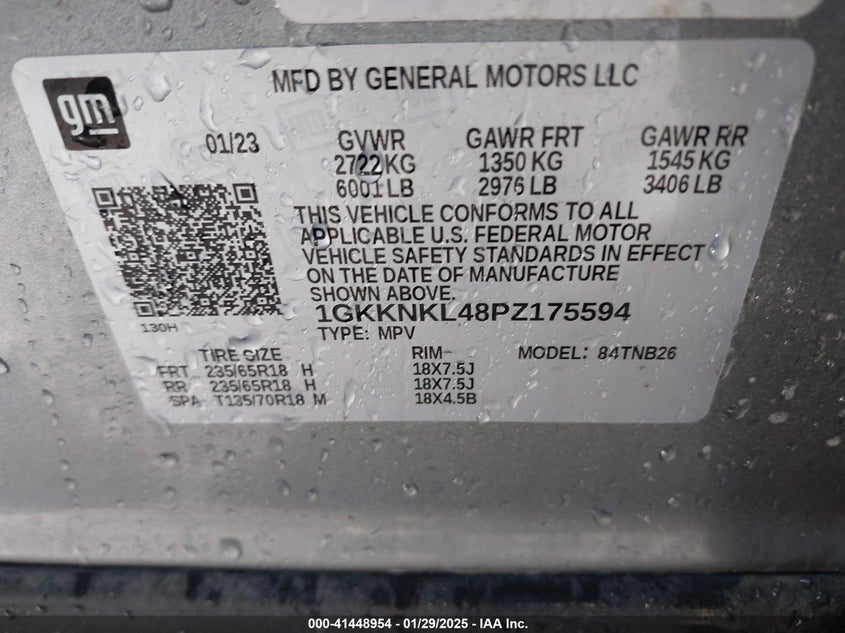 gm
MFD BY GENERAL MOTORS LLC
01/23 GVWR GAWR FRT GAWR RR
2722 KG 1350 KG 1545 KG
6001 LB 2976 LB 3406 LB
THIS VEHICLE CONFORMS TO ALL
APPLICABLE U.S. FEDERAL MOTOR
VEHICLE SAFETY STANDARDS IN EFFECT
ON THE DATE OF MANUFACTURE
SHOWN ABOVE.
1GKKNKL48PZ175594
130H TYPE: MPV
TIRE SIZE RIM MODEL: 84TNB26
FRT 235/65R18 H 18X7.5J
RR 235/65R18 H 18X7.5J
SPA T135/70R18 M 18X4.5B
000-41448954 - 01/29/2025 - IAA Inc.